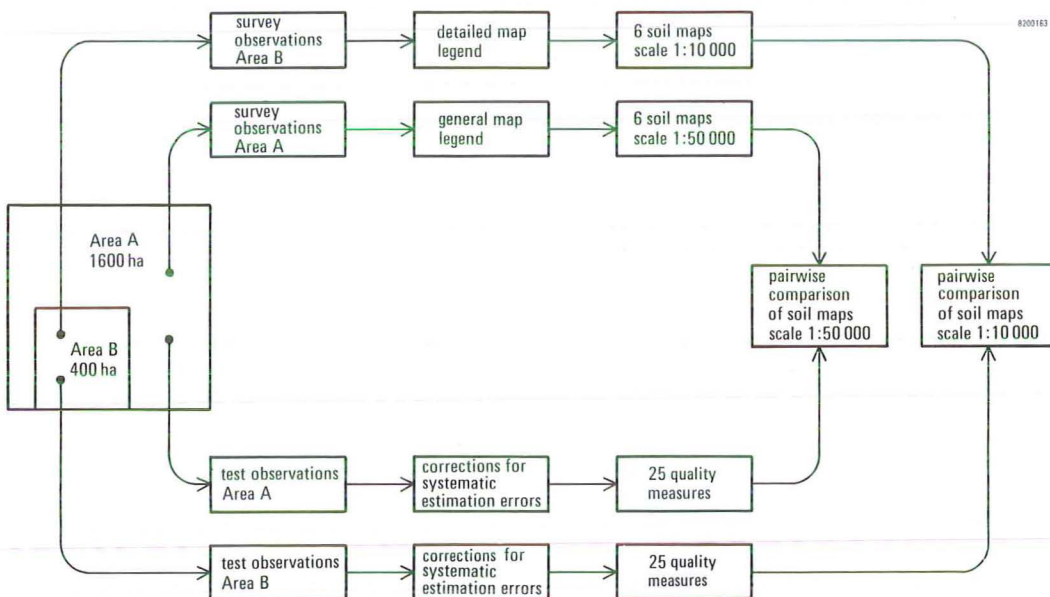 8200163
survey
observations
Area B
detailed map
legend
6 soil maps
scale 1:10 000
survey
observations
Area A
general map
legend
6 soil maps
scale 1:50 000
Area A
1600 ha
Area B
400 ha
pairwise
comparison
of soil maps
scale 1:50 000
pairwise
comparison
of soil maps
scale 1:10 000
test observations
Area A
corrections for
systematic
estimation errors
25 quality
measures
test observations
Area B
corrections for
systematic
estimation errors
25 quality
measures